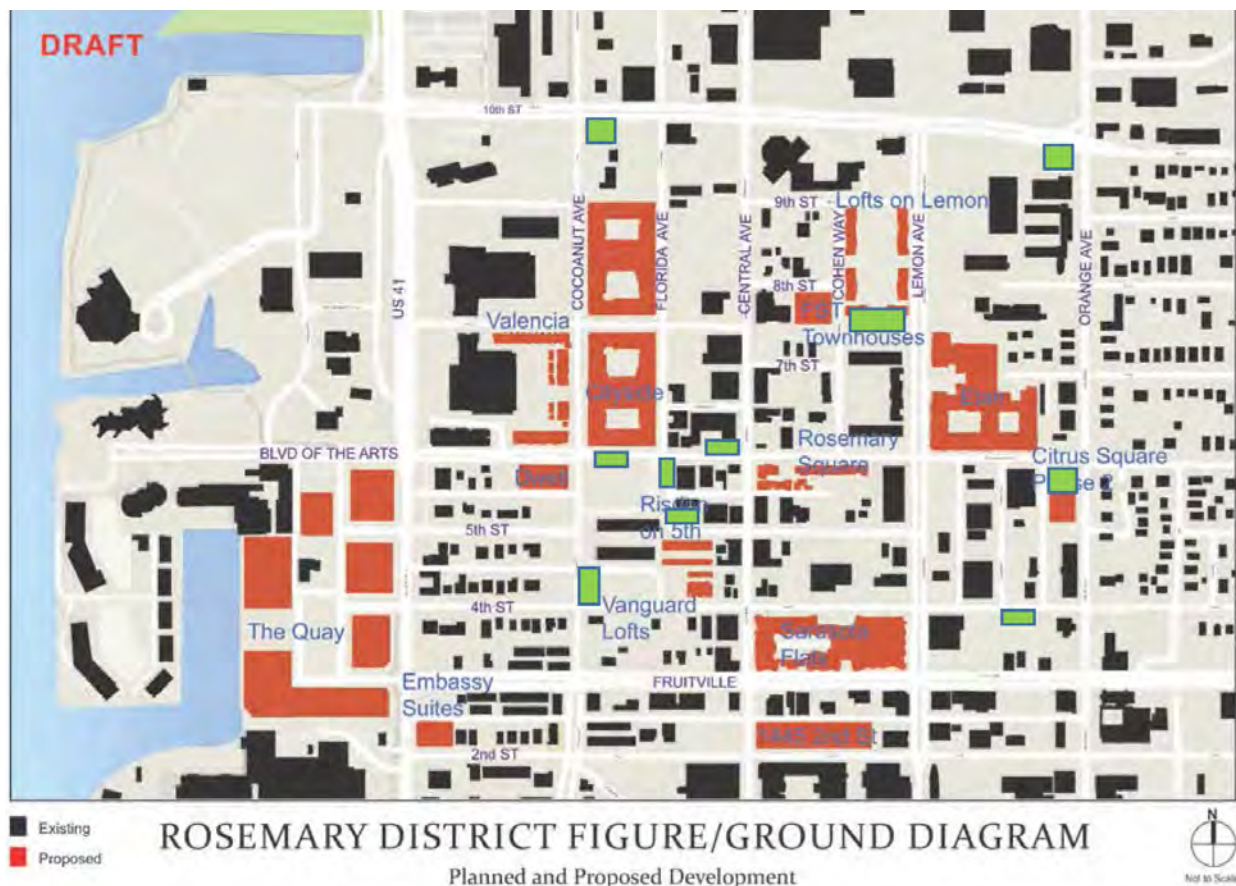 DRAFT
10th ST
9th ST
Lofts on Lemon
COCOANUT AVE
FLORIDA AVE
CENTRAL AVE
COHEN WAY
LEMON AVE
ORANGE AVE
US 41
8th ST
FST
Townhouses
Valencia
7th ST
Cityside
Elan
BLVD OF THE ARTS
Rosemary
Square
Citrus Square
Phase 2
Risdon
on 5th
5th ST
4th ST
Vanguard
Lofts
The Quay
Sarasota
Flats
Embassy
Suites
FRUITVILLE
1445 2nd St
2nd ST
Existing
Proposed
ROSEMARY DISTRICT FIGURE/GROUND DIAGRAM
Planned and Proposed Development
N
Not to Scale